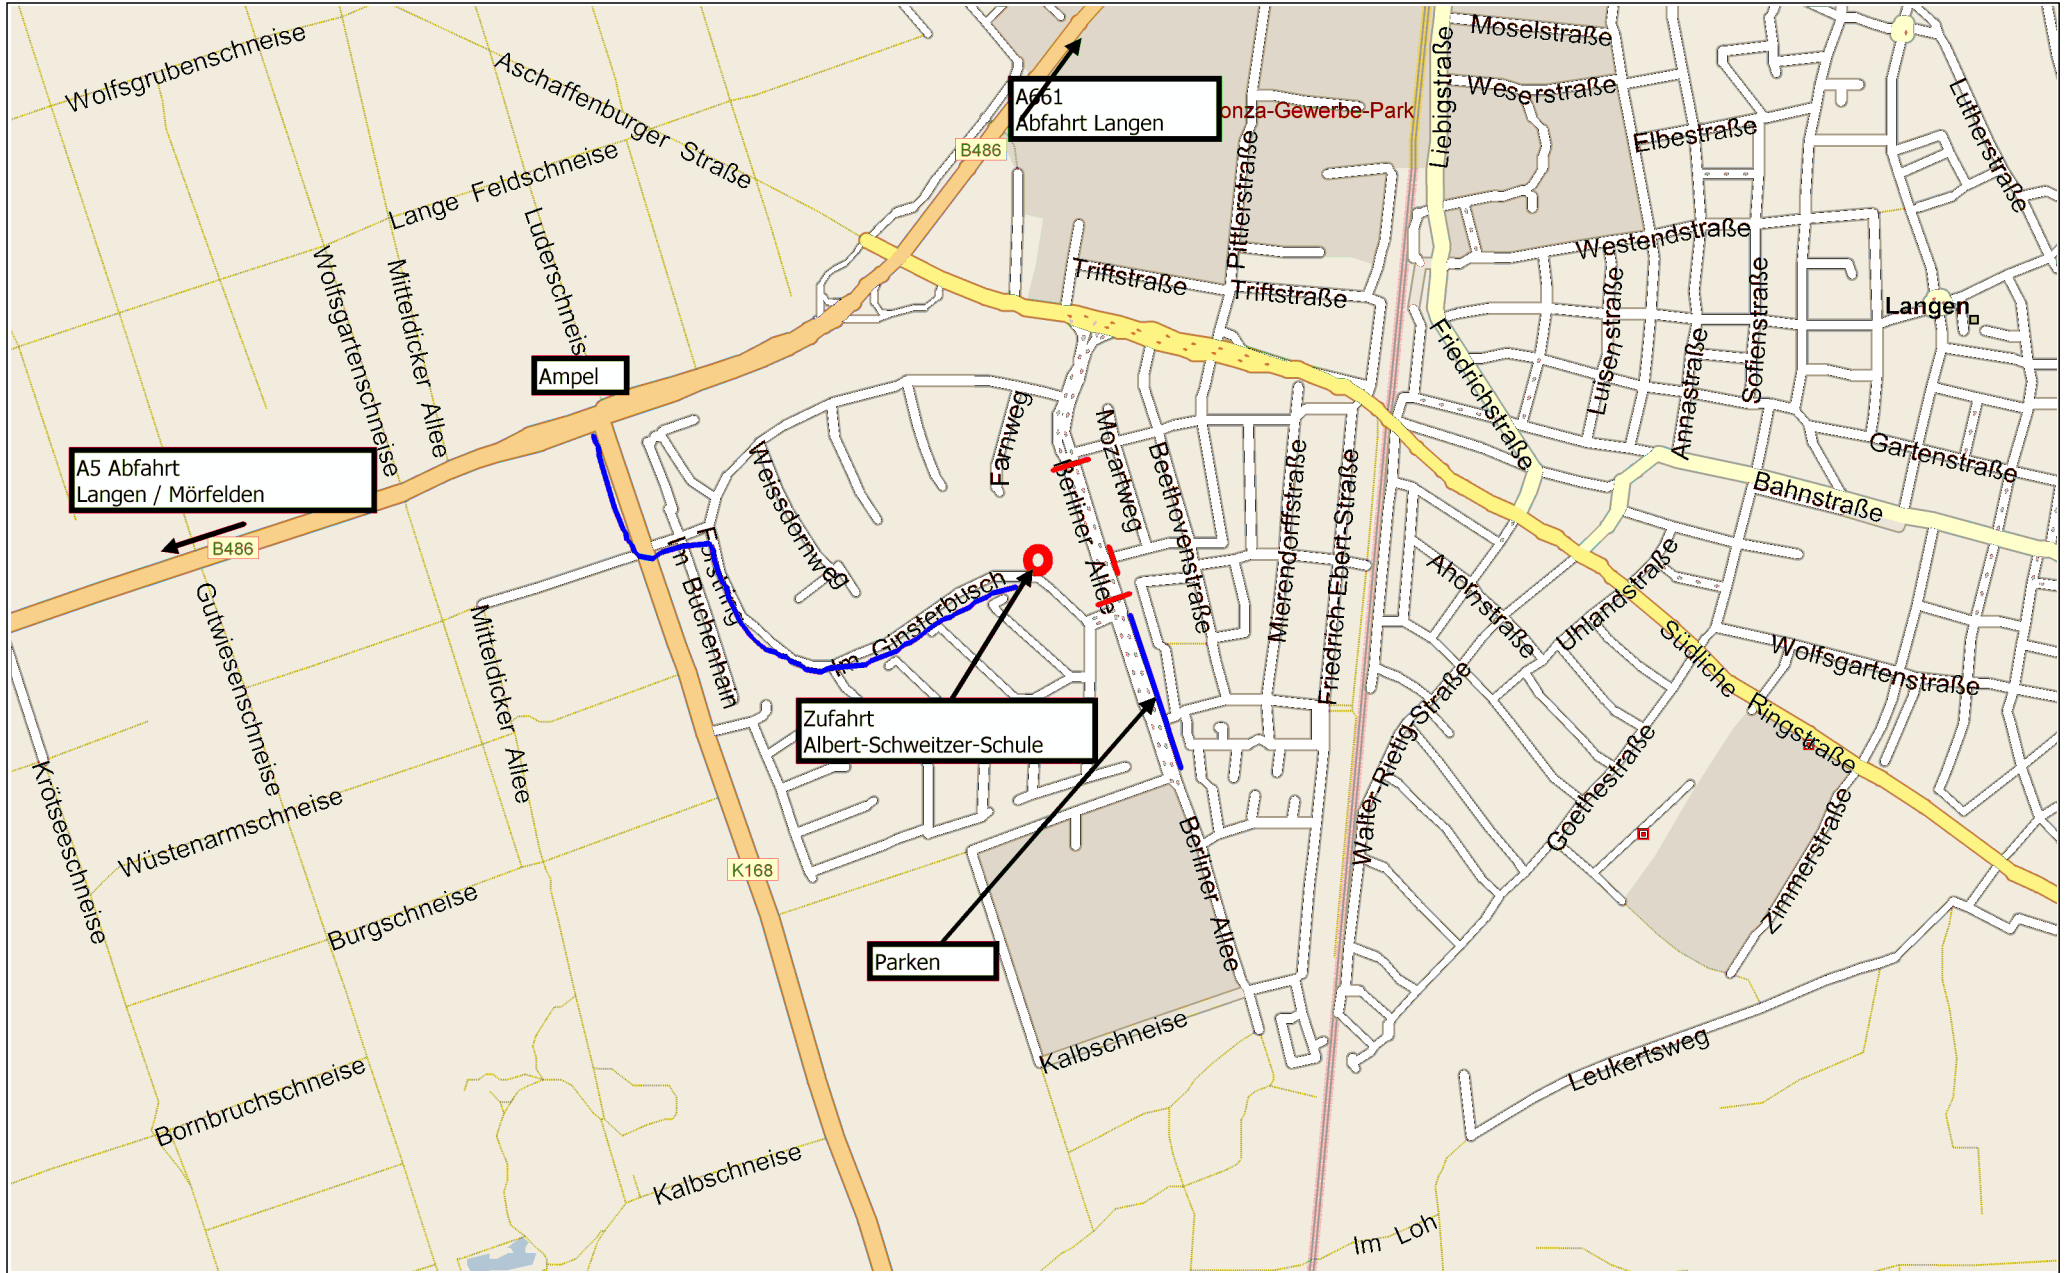 Wolfsgrubenschneise
Aschaffenburger Straße
A661
Abfahrt Langen
onza-Gewerbe-Park
B486
Moselstraße
Weserstraße
Liebigstraße
Elbestraße
Lutherstraße
Lange Feldschneise
Luderschneis
Wolfsgartenschneise
Mitteldicker Allee
Pittlerstraße
Triftstraße
Triftstraße
Westendstraße
Langen
Friedrichstraße
Luisenstraße
Annastraße
Sofienstraße
Ampel
Gartenstraße
Bahnstraße
A5 Abfahrt
Langen / Mörfelden
B486
Farnweg
Mozartweg
Berliner Allee
Beethovenstraße
Mierendorffstraße
Friedrich-Ebert-Straße
Weissdornweg
Forstring
Im Buchenhain
Im Ginsterbusch
Ahornstraße
Uhlandstraße
Südliche Ringstraße
Wolfsgartenstraße
Gutwiesenschneise
Mitteldicker Allee
Zufahrt
Albert-Schweitzer-Schule
Walter-Rietig-Straße
Goethestraße
Zimmerstraße
Krötseeschneise
Wüstenarmschneise
Burgschneise
K168
Berliner Allee
Parken
Kalbschneise
Leukertsweg
Bornbruchschneise
Kalbschneise
Im Loh